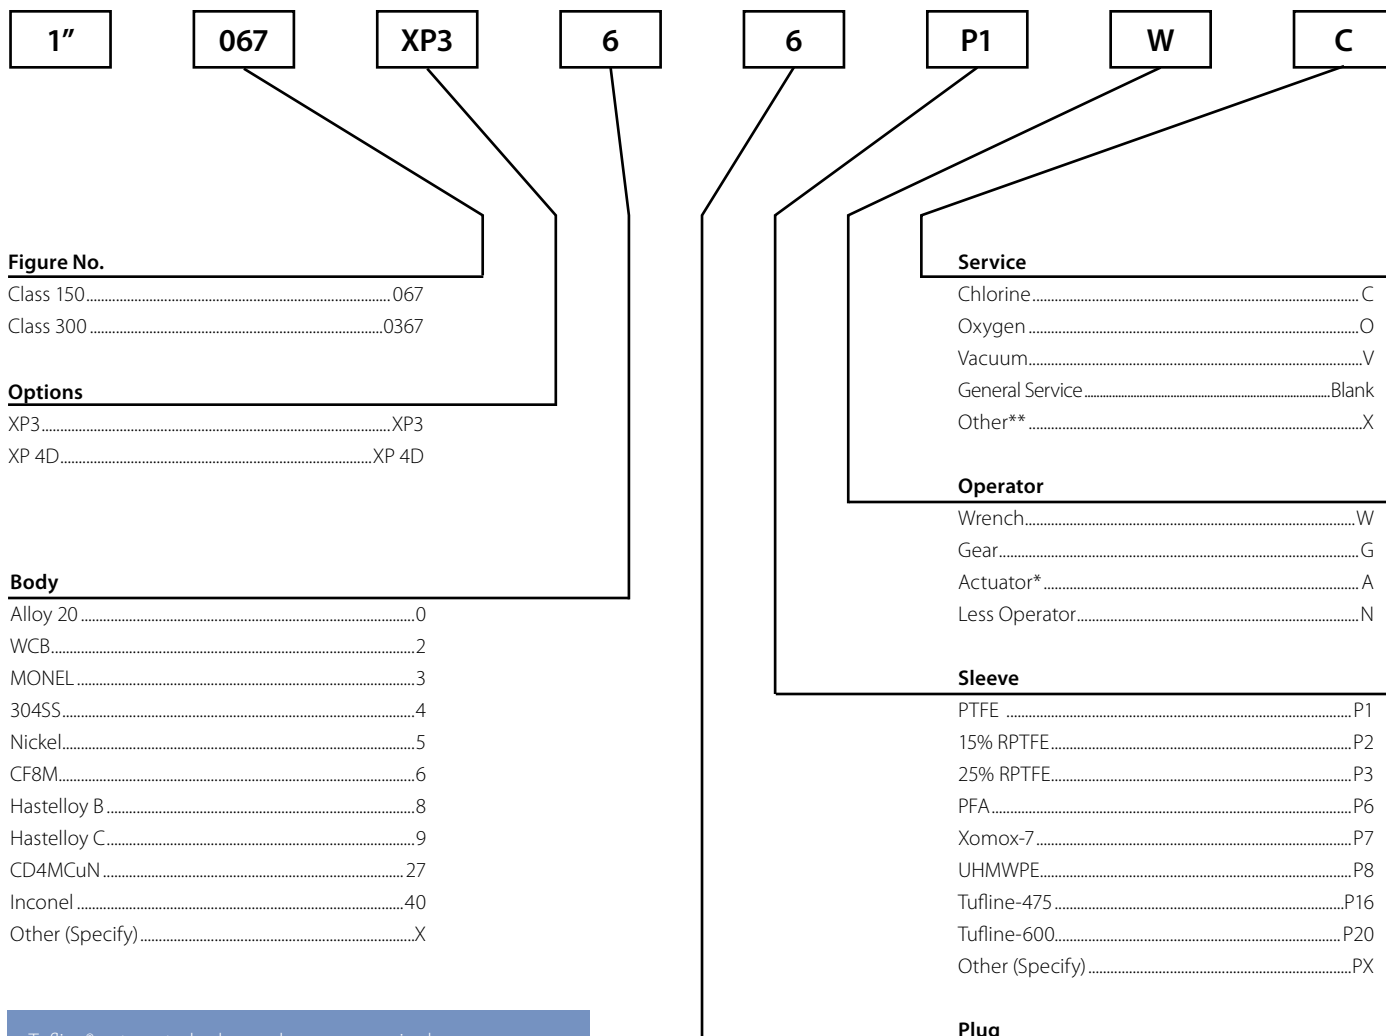 1” 067 XP3 6 6 P1 W C
Figure No.
Class 150 067
Class 300 0367
Options
XP3 XP3
XP 4D XP 4D
Body
Alloy 20 0
WCB 2
MONEL 3
304SS 4
Nickel 5
CF8M 6
Hastelloy B 8
Hastelloy C 9
CD4MCuN 27
Inconel 40
Other (Specify) X
Service
Chlorine C
Oxygen O
Vacuum V
General Service Blank
Other** X
Operator
Wrench W
Gear G
Actuator* A
Less Operator N
Sleeve
PTFE P1
15% RPTFE P2
25% RPTFE P3
PFA P6
Xomox-7 P7
UHMWPE P8
Tufline-475 P16
Tufline-600 P20
Other (Specify) PX
Plug